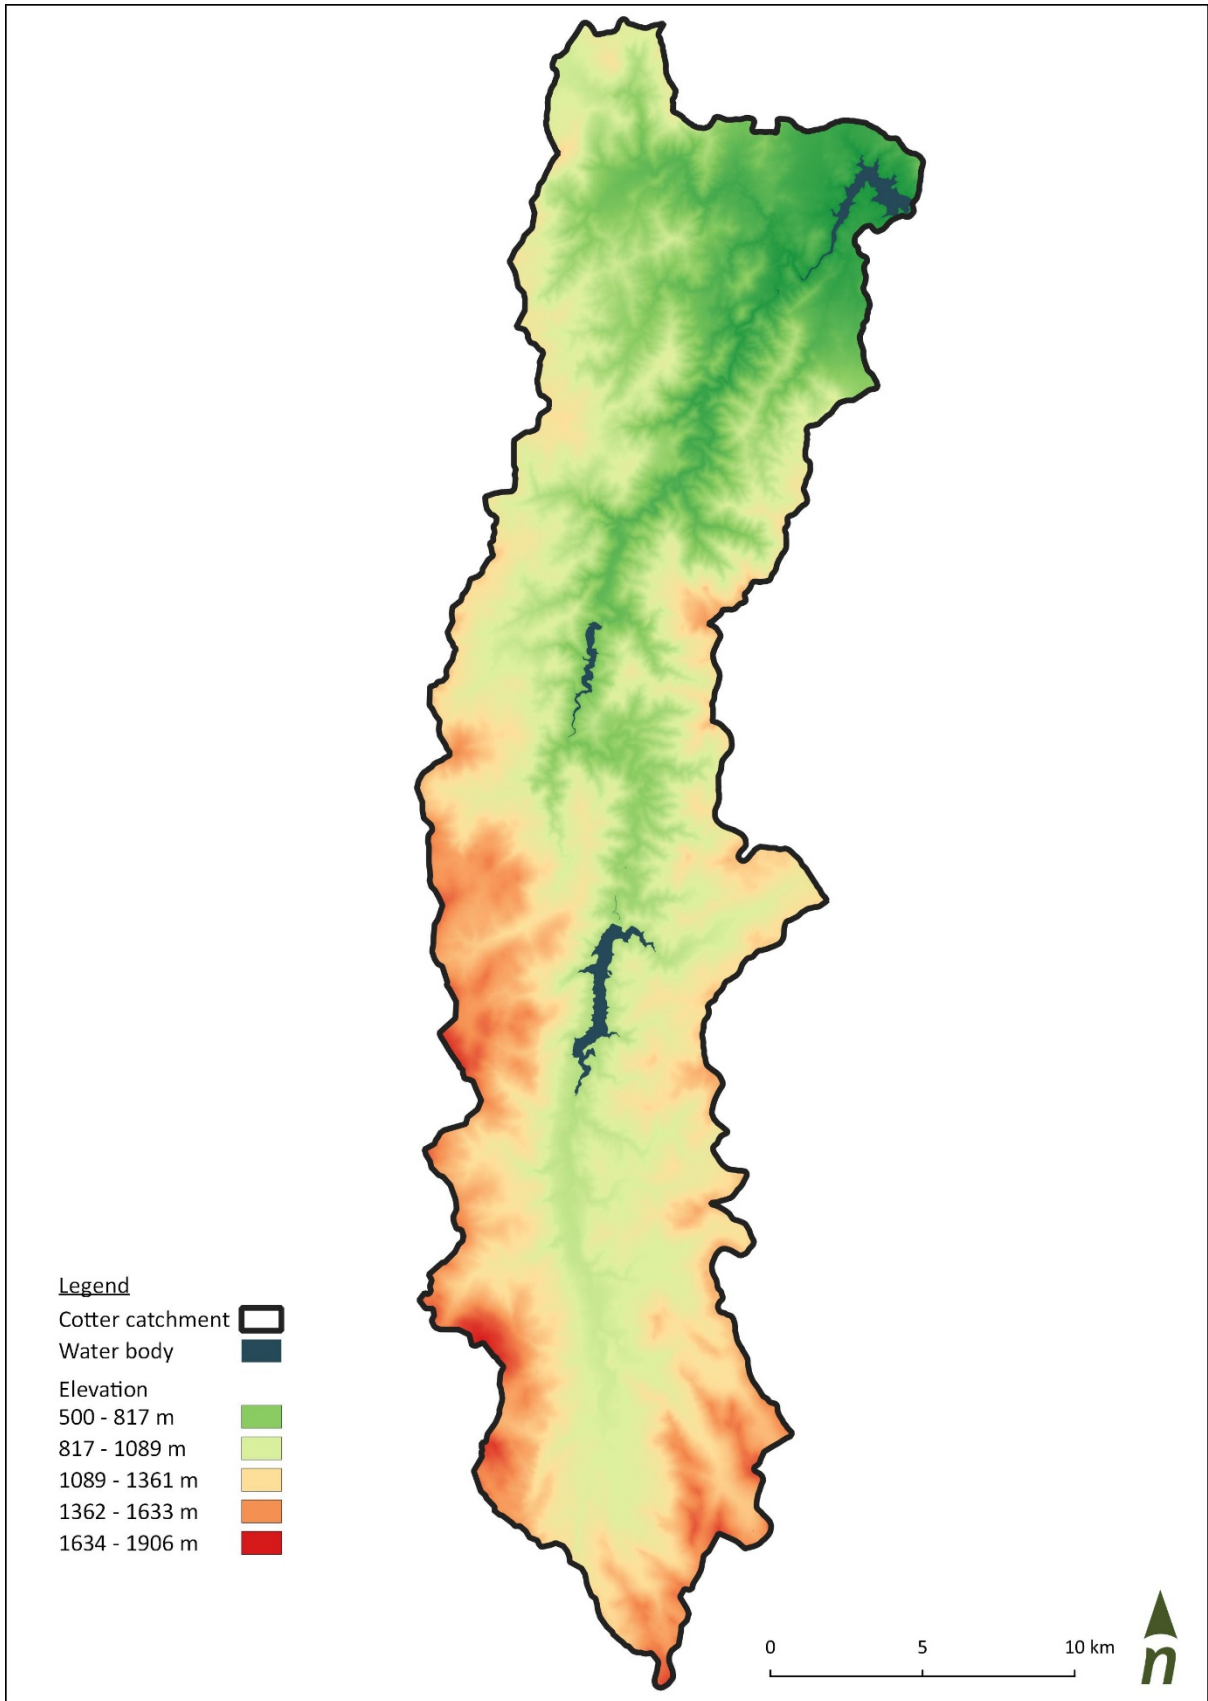 Legend
Cotter catchment
Water body
Elevation
500 - 817 m
817 - 1089 m
1089 - 1361 m
1362 - 1633 m
1634 - 1906 m
0 5 10 km
n